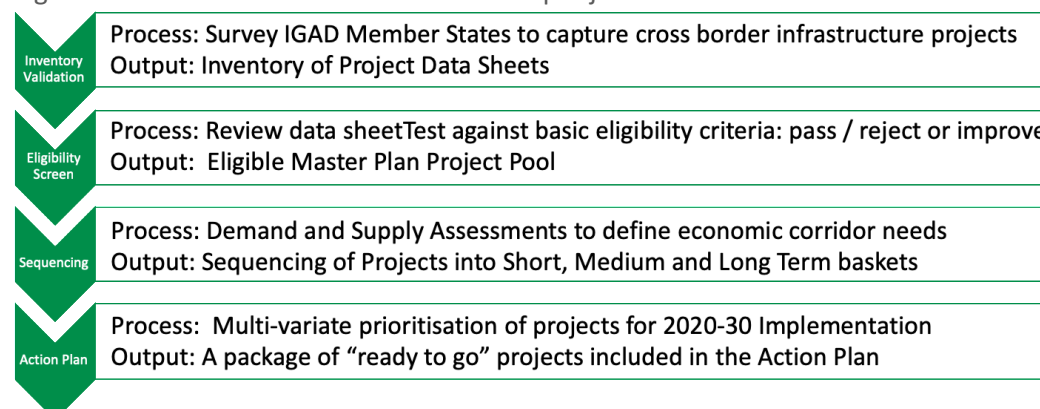 Inventory
Validation
Process: Survey IGAD Member States to capture cross border infrastructure projects
Output: Inventory of Project Data Sheets
Eligibility
Screen
Process: Review data sheetTest against basic eligibility criteria: pass / reject or improve
Output:  Eligible Master Plan Project Pool
Sequencing
Process: Demand and Supply Assessments to define economic corridor needs
Output: Sequencing of Projects into Short, Medium and Long Term baskets
Action Plan
Process:  Multi-variate prioritisation of projects for 2020-30 Implementation
Output: A package of “ready to go” projects included in the Action Plan